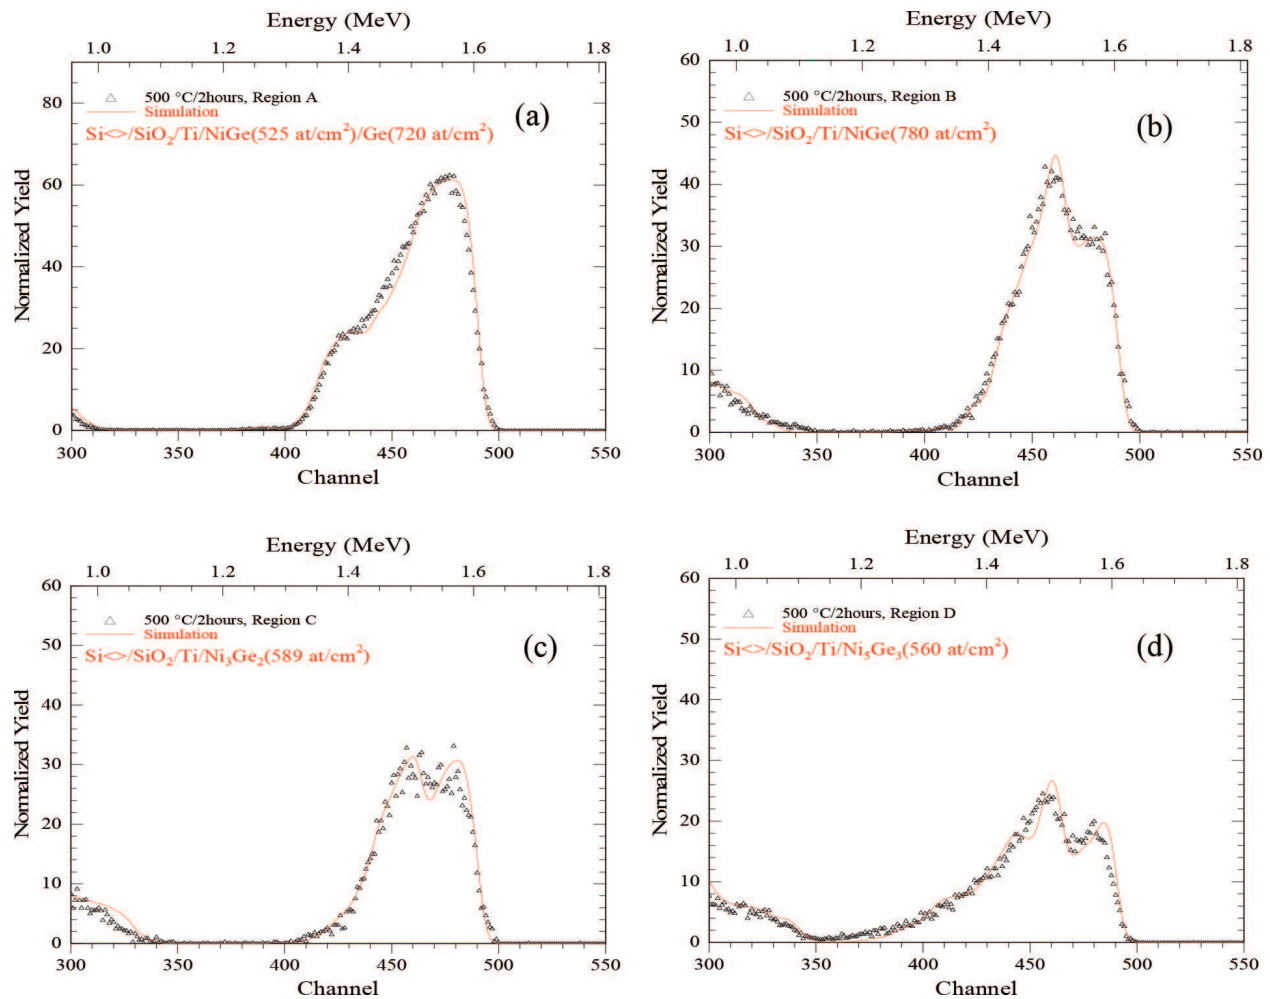 Energy (MeV)
1.0 1.2 1.4 1.6 1.8
△ 500 °C/2hours, Region A
Simulation
Si<>/SiO₂/Ti/NiGe(525 at/cm²)/Ge(720 at/cm²)
(a)
Normalized Yield
80
60
40
20
0
300 350 400 450 500 550
Channel
Energy (MeV)
1.0 1.2 1.4 1.6 1.8
△ 500 °C/2hours, Region B
Simulation
Si<>/SiO₂/Ti/NiGe(780 at/cm²)
(b)
Normalized Yield
60
50
40
30
20
10
0
300 350 400 450 500 550
Channel
Energy (MeV)
1.0 1.2 1.4 1.6 1.8
△ 500 °C/2hours, Region C
Simulation
Si<>/SiO₂/Ti/Ni₃Ge₂(589 at/cm²)
(c)
Normalized Yield
60
50
40
30
20
10
0
300 350 400 450 500 550
Channel
Energy (MeV)
1.0 1.2 1.4 1.6 1.8
△ 500 °C/2hours, Region D
Simulation
Si<>/SiO₂/Ti/Ni₅Ge₃(560 at/cm²)
(d)
Normalized Yield
60
50
40
30
20
10
0
300 350 400 450 500 550
Channel